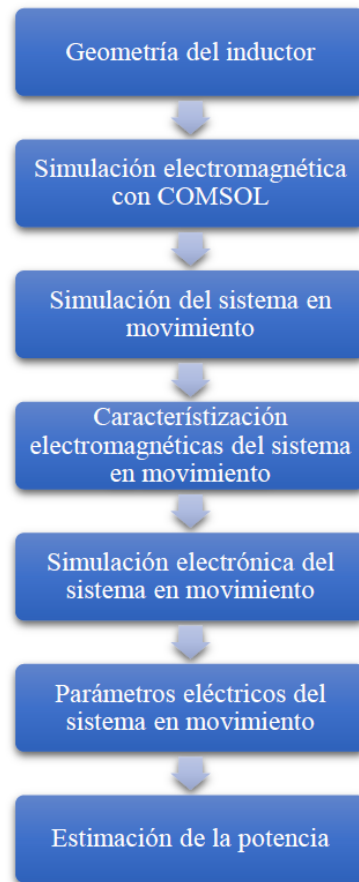 Geometría del inductor
Simulación electromagnética
con COMSOL
Simulación del sistema en
movimiento
Característización
electromagnéticas del sistema
en movimiento
Simulación electrónica del
sistema en movimiento
Parámetros eléctricos del
sistema en movimiento
Estimación de la potencia